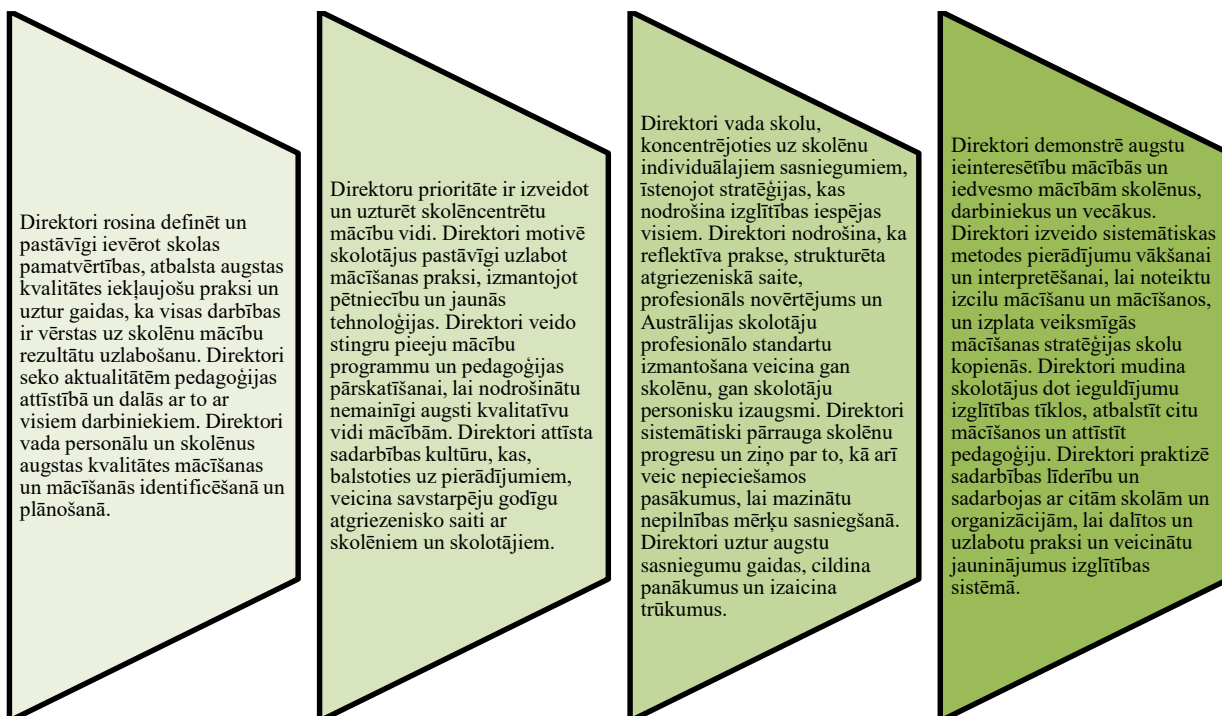 Direktori rosina definēt un
pastāvīgi ievērot skolas
pamatvērtības, atbalsta augstas
kvalitātes iekļaujošu praksi un
uztur gaidas, ka visas darbības
ir vērstas uz skolēnu mācību
rezultātu uzlabošanu. Direktori
seko aktualitātēm pedagoģijas
attīstībā un dalās ar to ar
visiem darbiniekiem. Direktori
vada personālu un skolēnus
augstas kvalitātes mācīšanas
un mācīšanās identificēšanā un
plānošanā.
Direktoru prioritāte ir izveidot
un uzturēt skolēncentrētu
mācību vidi. Direktori motivē
skolotājus pastāvīgi uzlabot
mācīšanas praksi, izmantojot
pētniecību un jaunās
tehnoloģijas. Direktori veido
stingru pieeju mācību
programmu un pedagoģijas
pārskatīšanai, lai nodrošinātu
nemainīgi augsti kvalitatīvu
vidi mācībām. Direktori attīsta
sadarbības kultūru, kas,
balstoties uz pierādījumiem,
veicina savstarpēju godīgu
atgriezenisko saiti ar
skolēniem un skolotājiem.
Direktori vada skolu,
koncentrējoties uz skolēnu
individuālajiem sasniegumiem,
īstenojot stratēģijas, kas
nodrošina izglītības iespējas
visiem. Direktori nodrošina, ka
reflektīva prakse, strukturēta
atgriezeniskā saite,
profesionāls novērtējums un
Austrālijas skolotāju
profesionālo standartu
izmantošana veicina gan
skolēnu, gan skolotāju
personisku izaugsmi. Direktori
sistemātiski pārrauga skolēnu
progresu un ziņo par to, kā arī
veic nepieciešamos
pasākumus, lai mazinātu
nepilnības mērķu sasniegšanā.
Direktori uztur augstu
sasniegumu gaidas, cildina
panākumus un izaicina
trūkumus.
Direktori demonstrē augstu
ieinteresētību mācībās un
iedvesmo mācībām skolēnus,
darbiniekus un vecākus.
Direktori izveido sistemātiskas
metodes pierādījumu vākšanai
un interpretēšanai, lai noteiktu
izcilu mācīšanu un mācīšanos,
un izplata veiksmīgās
mācīšanas stratēģijas skolu
kopienās. Direktori mudina
skolotājus dot ieguldījumu
izglītības tīklos, atbalstīt citu
mācīšanos un attīstīt
pedagoģiju. Direktori praktizē
sadarbības līderību un
sadarbojas ar citām skolām un
organizācijām, lai dalītos un
uzlabotu praksi un veicinātu
jauninājumus izglītības
sistēmā.